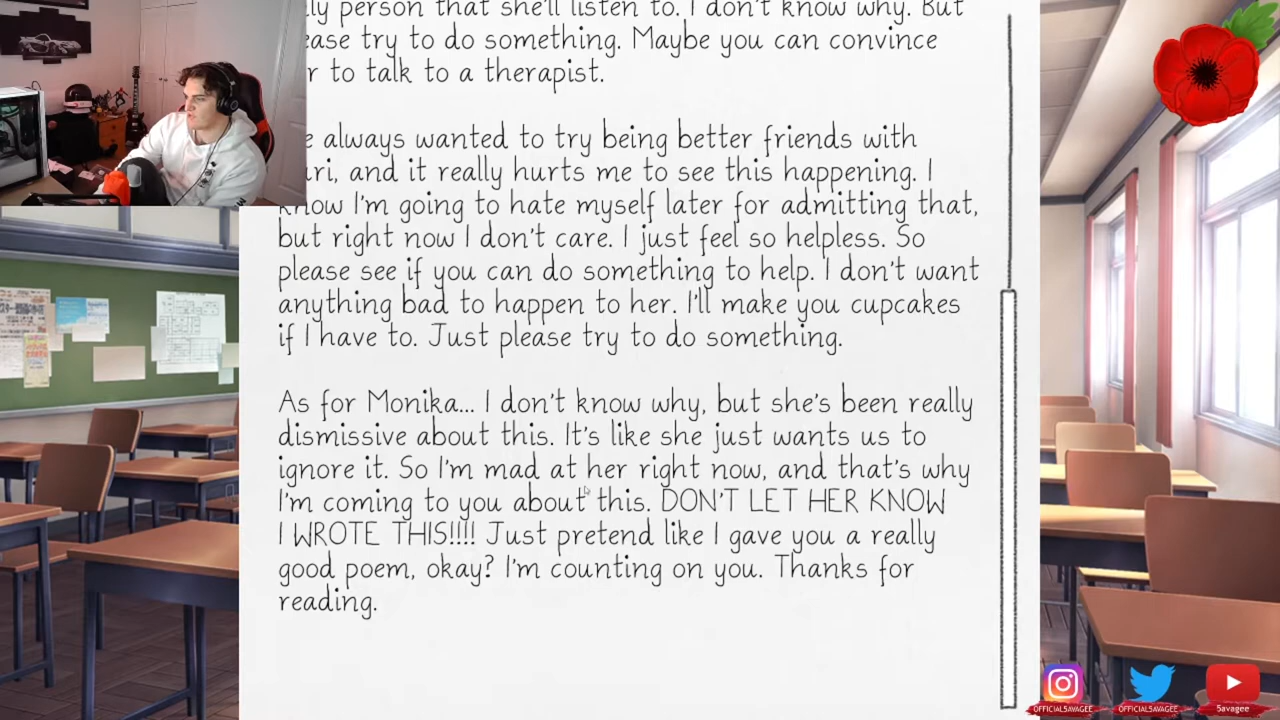 person that she'll listen to. I don't know why. But
try to do something. Maybe you can convince
to talk to a therapist.
always wanted to try being better friends with
and it really hurts me to see this happening. I
know I'm going to hate myself later for admitting that,
but right now I don't care. I just feel so helpless. So
please see if you can do something to help. I don't want
anything bad to happen to her. I'll make you cupcakes
if I have to. Just please try to do something.
As for Monika... I don't know why, but she's been really
dismissive about this. It's like she just wants us to
ignore it. So I'm mad at her right now, and that's why
I'm coming to you about this. DON'T LET HER KNOW
I WROTE THIS!!!! Just pretend like I gave you a really
good poem, okay? I'm counting on you. Thanks for
reading.
OFFICIAL5AVAGEE OFFICIAL5AVAGEE 5avagee